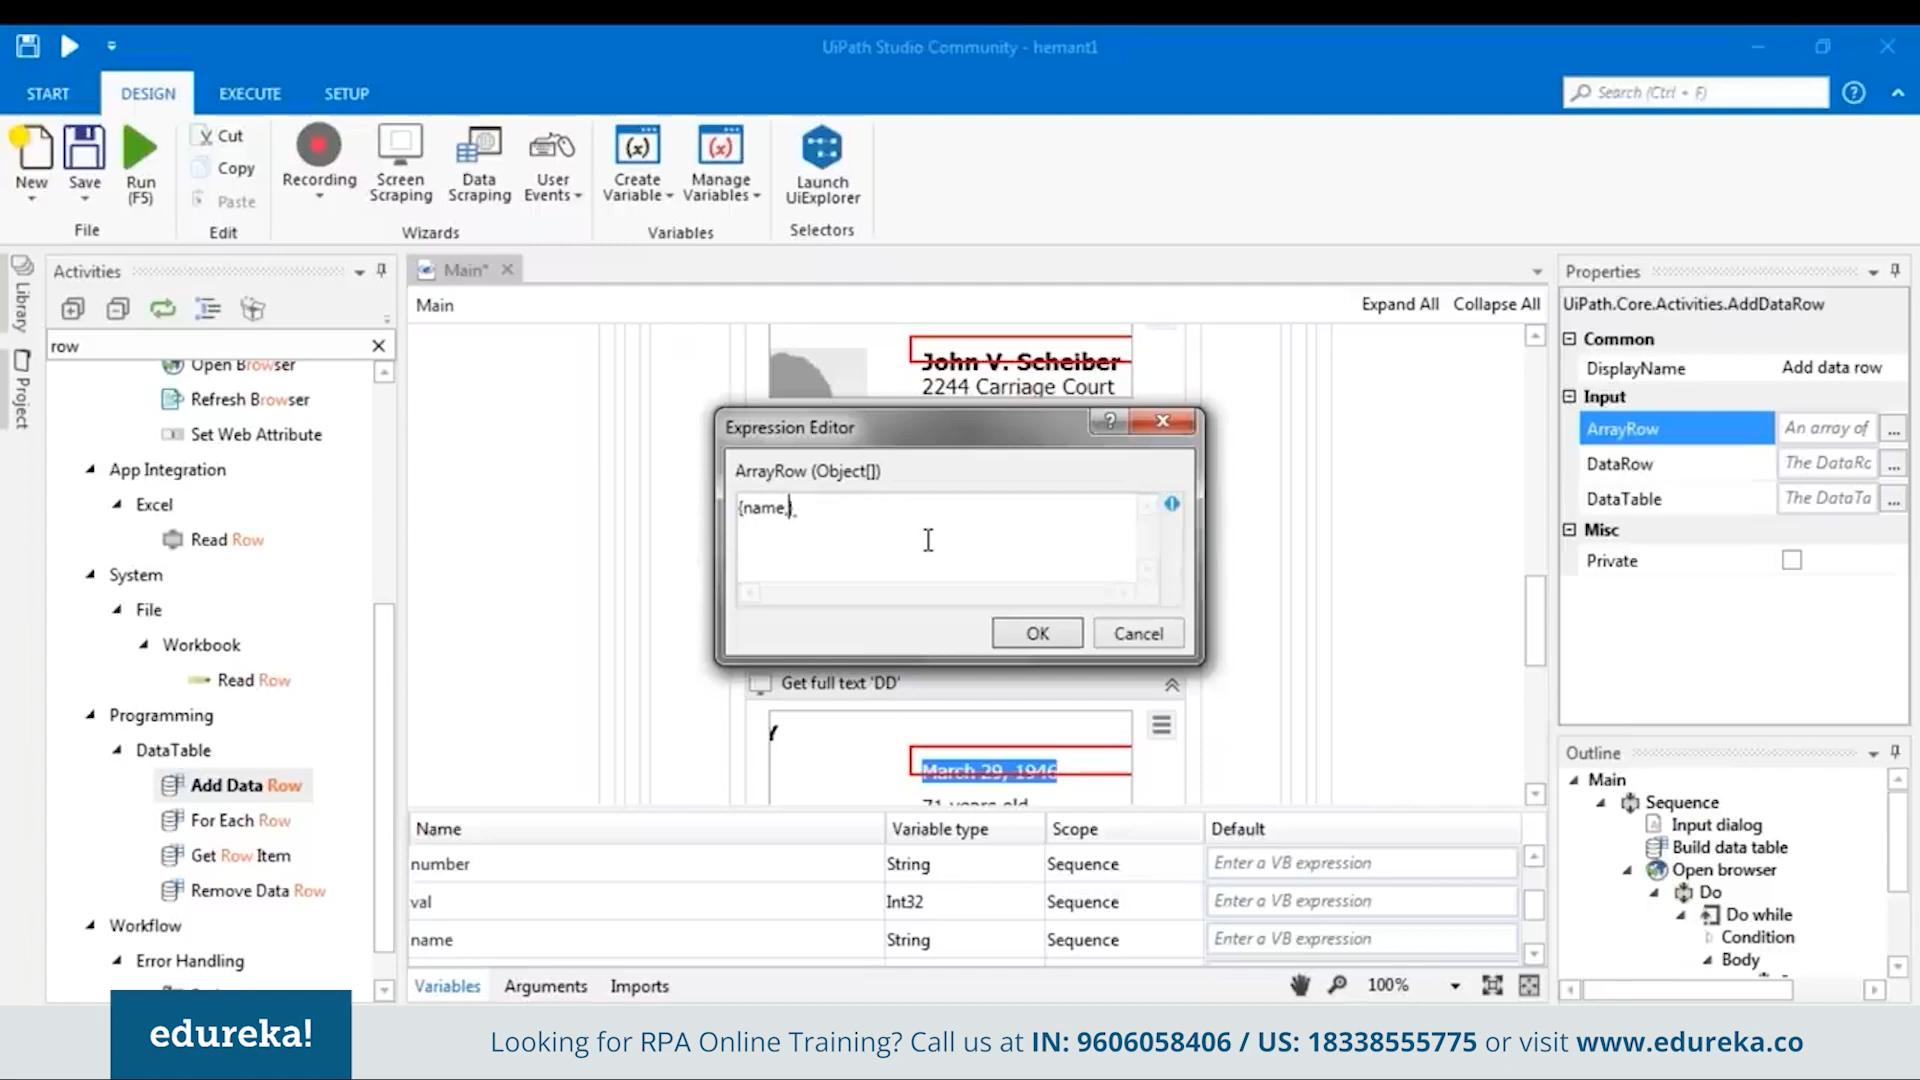 UiPath Studio Community - hemant1
START DESIGN EXECUTE SETUP
Search (Ctrl + F)
New
Save
Run
(F5)
Cut
Copy
Paste
Recording
Screen
Scraping
Data
Scraping
User
Events
Create
Variable
Manage
Variables
Launch
UiExplorer
File
Edit
Wizards
Variables
Selectors
Library
Project
Activities
row
Open Browser
Refresh Browser
Set Web Attribute
App Integration
Excel
Read Row
System
File
Workbook
Read Row
Programming
DataTable
Add Data Row
For Each Row
Get Row Item
Remove Data Row
Workflow
Error Handling
Main*
Main
Expand All Collapse All
John V. Scheiber
2244 Carriage Court
Expression Editor
ArrayRow (Object[])
{name,}
OK Cancel
Get full text 'DD'
March 29, 1946
71 years old
Name Variable type Scope Default
number String Sequence Enter a VB expression
val Int32 Sequence Enter a VB expression
name String Sequence Enter a VB expression
Variables Arguments Imports
100%
Properties
UiPath.Core.Activities.AddDataRow
Common
DisplayName Add data row
Input
ArrayRow An array of ...
DataRow The DataRo ...
DataTable The DataTa ...
Misc
Private
Outline
Main
Sequence
Input dialog
Build data table
Open browser
Do
Do while
Condition
Body
edureka!
Looking for RPA Online Training? Call us at IN: 9606058406 / US: 18338555775 or visit www.edureka.co